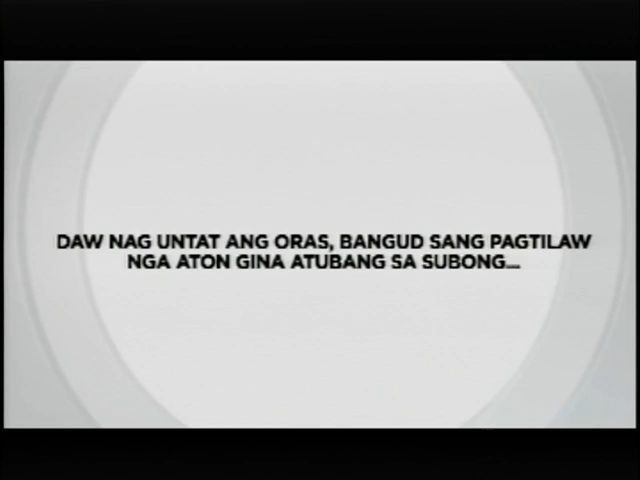 DAW NAG UNTAT ANG ORAS, BANGUD SANG PAGTILAW
NGA ATON GINA ATUBANG SA SUBONG...